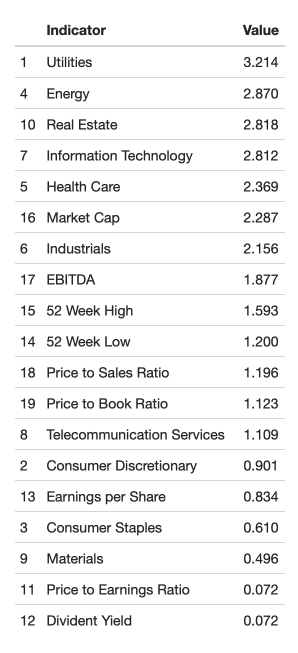 Indicator Value
1 Utilities 3.214
4 Energy 2.870
10 Real Estate 2.818
7 Information Technology 2.812
5 Health Care 2.369
16 Market Cap 2.287
6 Industrials 2.156
17 EBITDA 1.877
15 52 Week High 1.593
14 52 Week Low 1.200
18 Price to Sales Ratio 1.196
19 Price to Book Ratio 1.123
8 Telecommunication Services 1.109
2 Consumer Discretionary 0.901
13 Earnings per Share 0.834
3 Consumer Staples 0.610
9 Materials 0.496
11 Price to Earnings Ratio 0.072
12 Divident Yield 0.072